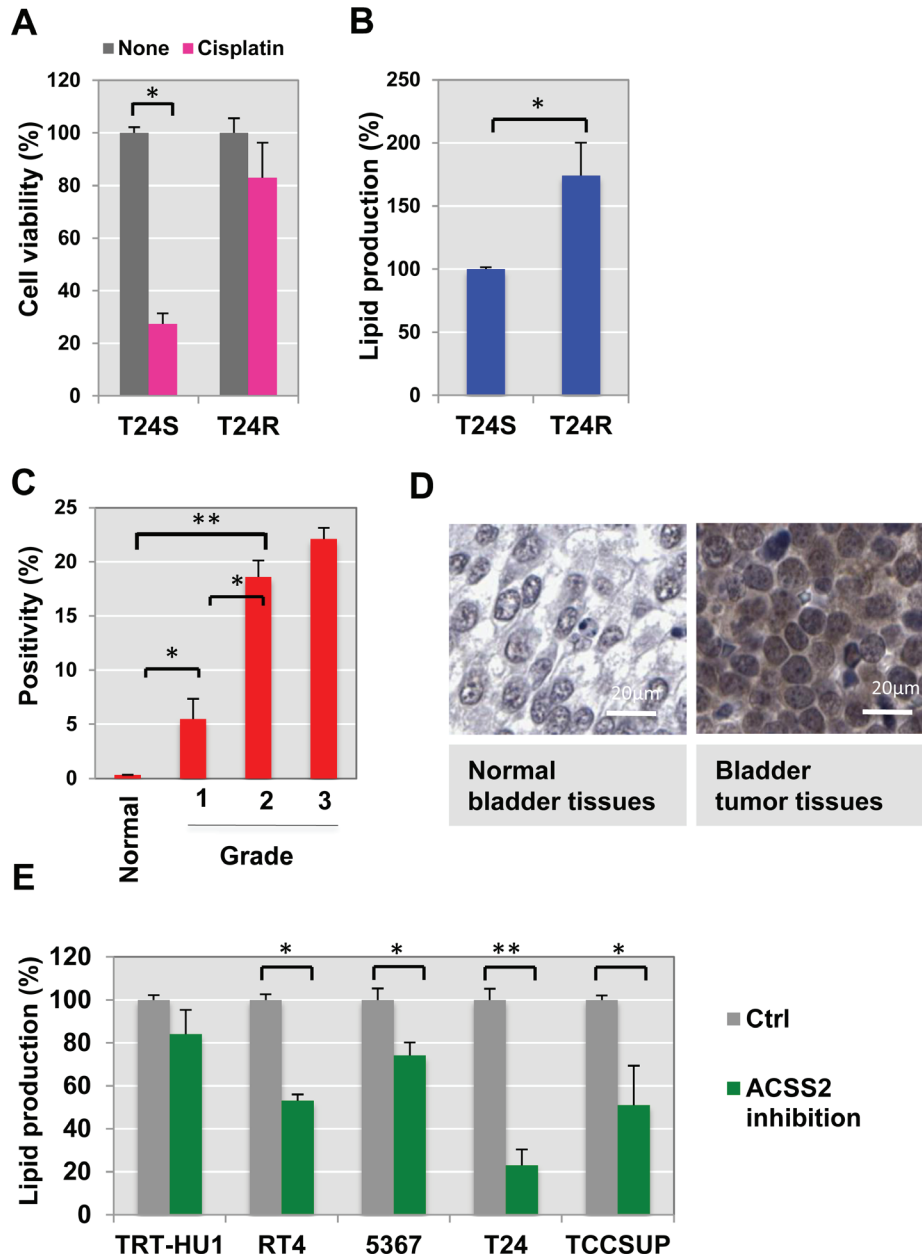 A
None Cisplatin
Cell viability (%)
120
100
80
60
40
20
0
*
T24S T24R
B
Lipid production (%)
250
200
150
100
50
0
*
T24S T24R
C
Positivity (%)
25
20
15
10
5
0
**
*
*
Normal
1 2 3
Grade
D
20μm
20μm
Normal
bladder tissues
Bladder
tumor tissues
E
Lipid production (%)
120
100
80
60
40
20
0
* * ** *
TRT-HU1 RT4 5367 T24 TCCSUP
Ctrl
ACSS2
inhibition